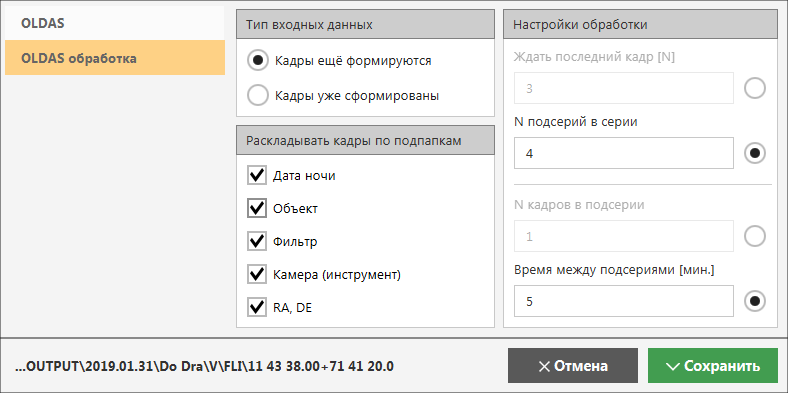 OLDAS
OLDAS обработка
Тип входных данных
Кадры ещё формируются
Кадры уже сформированы
Раскладывать кадры по подпапкам
Дата ночи
Объект
Фильтр
Камера (инструмент)
RA, DE
Настройки обработки
Ждать последний кадр [N]
3
N подсерий в серии
4
N кадров в подсерии
1
Время между подсериями [мин.]
5
...OUTPUT\2019.01.31\Do Dra\V\FLI\11 43 38.00+71 41 20.0
Отмена
Сохранить